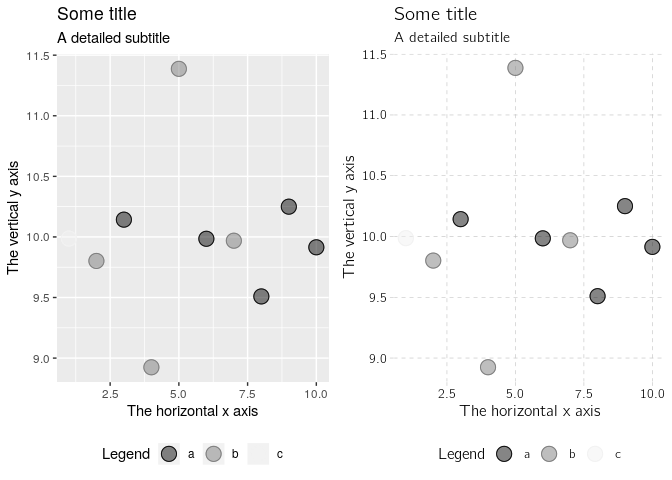 Some title
A detailed subtitle
11.5
11.0
10.5
10.0
9.5
9.0
The vertical y axis
2.5 5.0 7.5 10.0
The horizontal x axis
Legend a b c
Some title
A detailed subtitle
11.5
11.0
10.5
10.0
9.5
9.0
The vertical y axis
2.5 5.0 7.5 10.0
The horizontal x axis
Legend a b c